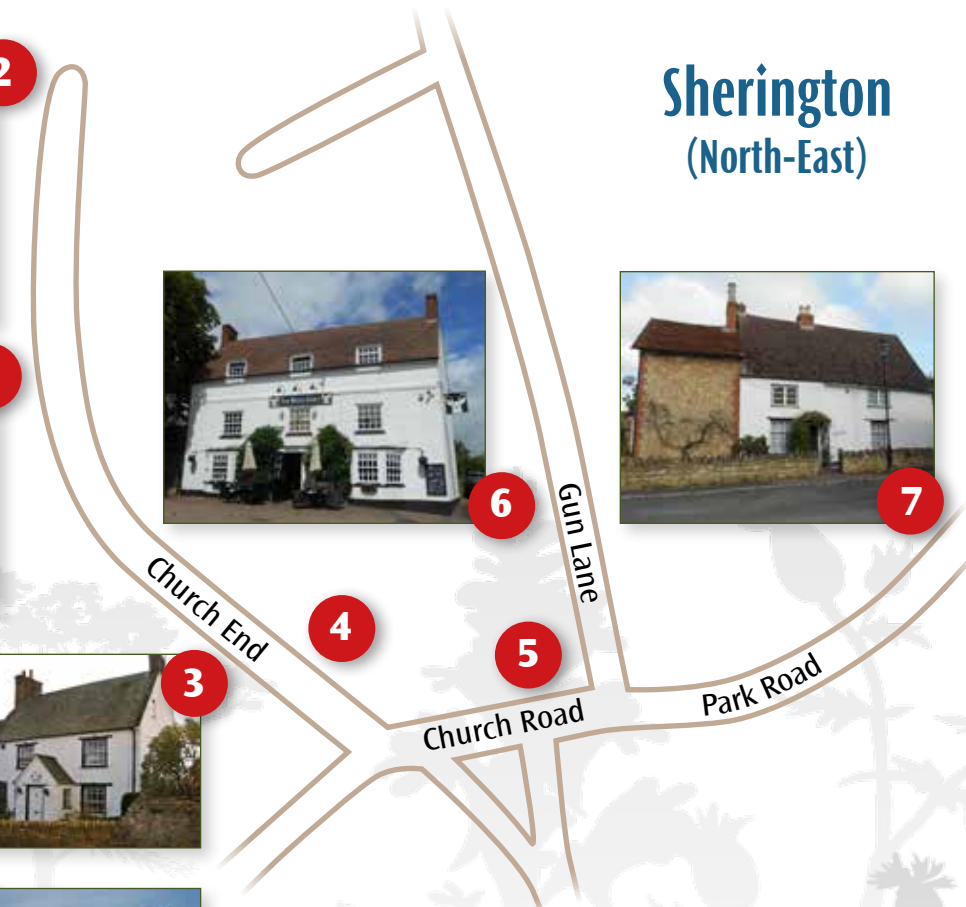 Sherington
(North-East)
2
6
7
Gun Lane
Church End
4
5
3
Park Road
Church Road